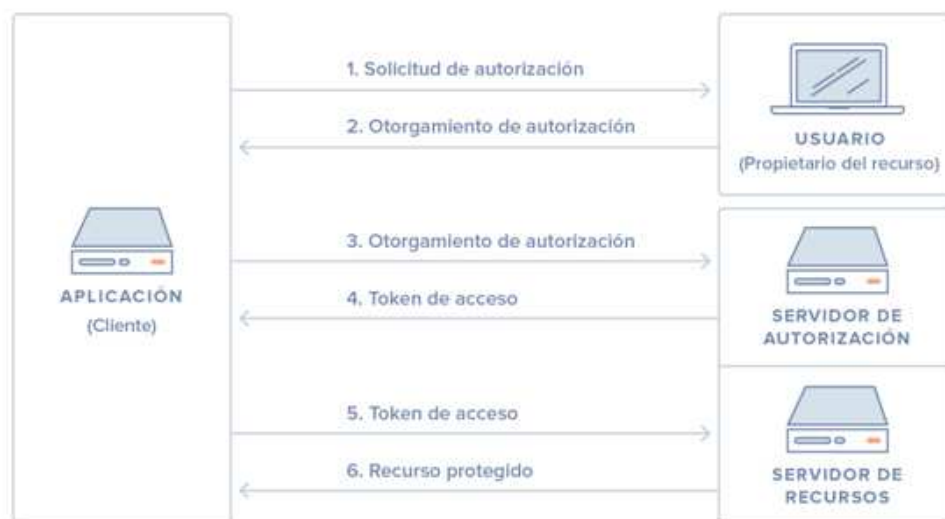 1. Solicitud de autorización
2. Otorgamiento de autorización
USUARIO
(Propietario del recurso)
3. Otorgamiento de autorización
APLICACIÓN
(Cliente)
4. Token de acceso
SERVIDOR DE
AUTORIZACIÓN
5. Token de acceso
6. Recurso protegido
SERVIDOR DE
RECURSOS